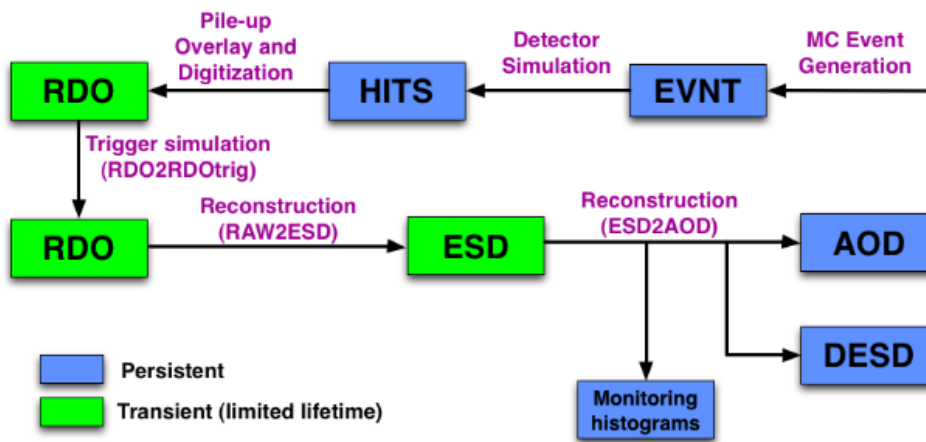 Pile-up
Overlay and
Digitization
Detector
Simulation
MC Event
Generation
RDO
HITS
EVNT
Trigger simulation
(RDO2RDOtrig)
Reconstruction
(RAW2ESD)
Reconstruction
(ESD2AOD)
RDO
ESD
AOD
DESD
Monitoring
histograms
Persistent
Transient (limited lifetime)